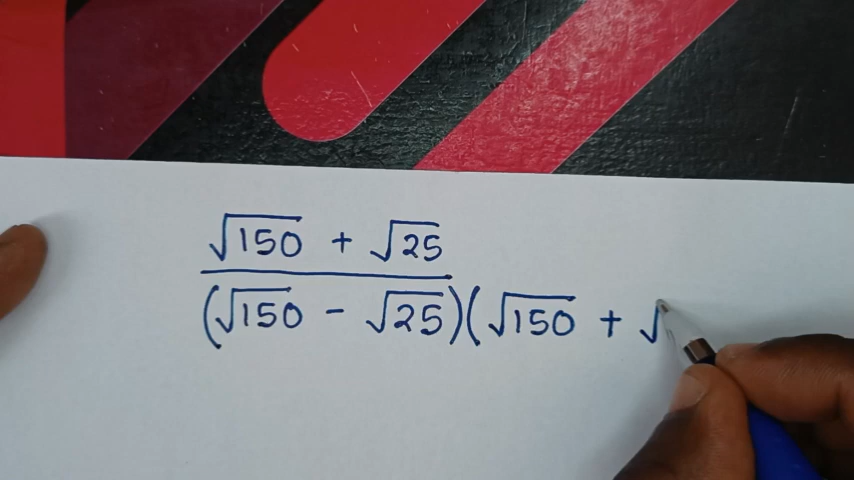 √150 + √25
(√150 - √25)(√150 + √